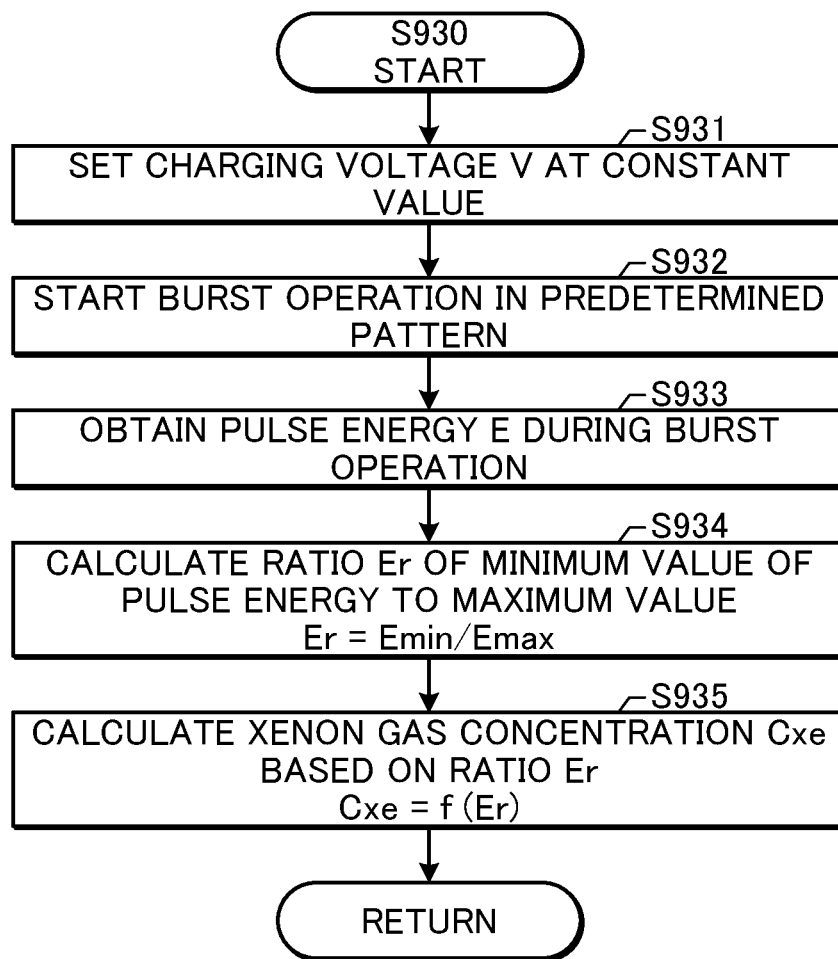 S930
START
S931
SET CHARGING VOLTAGE V AT CONSTANT
VALUE
S932
START BURST OPERATION IN PREDETERMINED
PATTERN
S933
OBTAIN PULSE ENERGY E DURING BURST
OPERATION
S934
CALCULATE RATIO Er OF MINIMUM VALUE OF
PULSE ENERGY TO MAXIMUM VALUE
Er = Emin/Emax
S935
CALCULATE XENON GAS CONCENTRATION Cxe
BASED ON RATIO Er
Cxe = f (Er)
RETURN